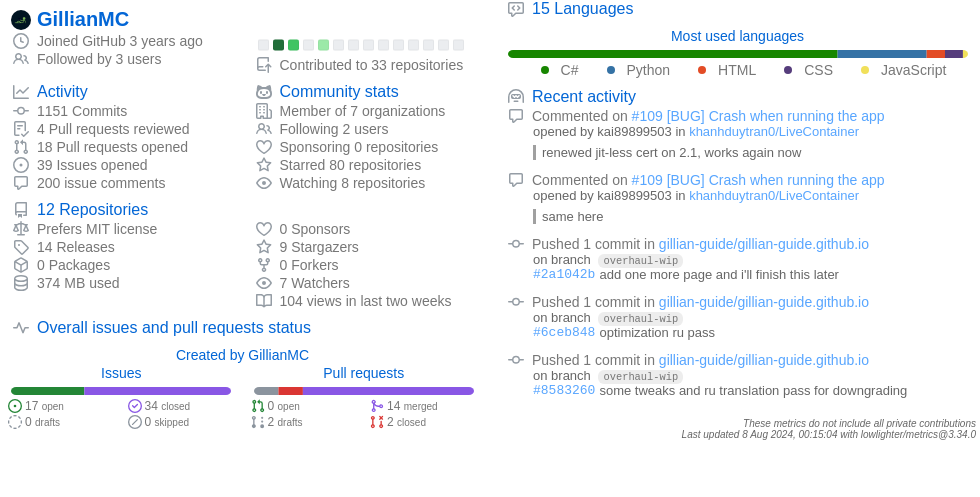 GillianMC
Joined GitHub 3 years ago
Followed by 3 users
Contributed to 33 repositories
Activity
1151 Commits
4 Pull requests reviewed
18 Pull requests opened
39 Issues opened
200 issue comments
Community stats
Member of 7 organizations
Following 2 users
Sponsoring 0 repositories
Starred 80 repositories
Watching 8 repositories
12 Repositories
Prefers MIT license
14 Releases
0 Packages
374 MB used
0 Sponsors
9 Stargazers
0 Forkers
7 Watchers
104 views in last two weeks
Overall issues and pull requests status
Created by GillianMC
Issues
17 open
34 closed
0 drafts
0 skipped
Pull requests
0 open
14 merged
2 drafts
2 closed
15 Languages
Most used languages
C# Python HTML CSS JavaScript
Recent activity
Commented on #109 [BUG] Crash when running the app
opened by kai89899503 in khanhduytran0/LiveContainer
renewed jit-less cert on 2.1, works again now
Commented on #109 [BUG] Crash when running the app
opened by kai89899503 in khanhduytran0/LiveContainer
same here
Pushed 1 commit in gillian-guide/gillian-guide.github.io
on branch overhaul-wip
#2a1042b add one more page and i'll finish this later
Pushed 1 commit in gillian-guide/gillian-guide.github.io
on branch overhaul-wip
#6ceb848 optimization ru pass
Pushed 1 commit in gillian-guide/gillian-guide.github.io
on branch overhaul-wip
#8583260 some tweaks and ru translation pass for downgrading
These metrics do not include all private contributions
Last updated 8 Aug 2024, 00:15:04 with lowlighter/metrics@3.34.0